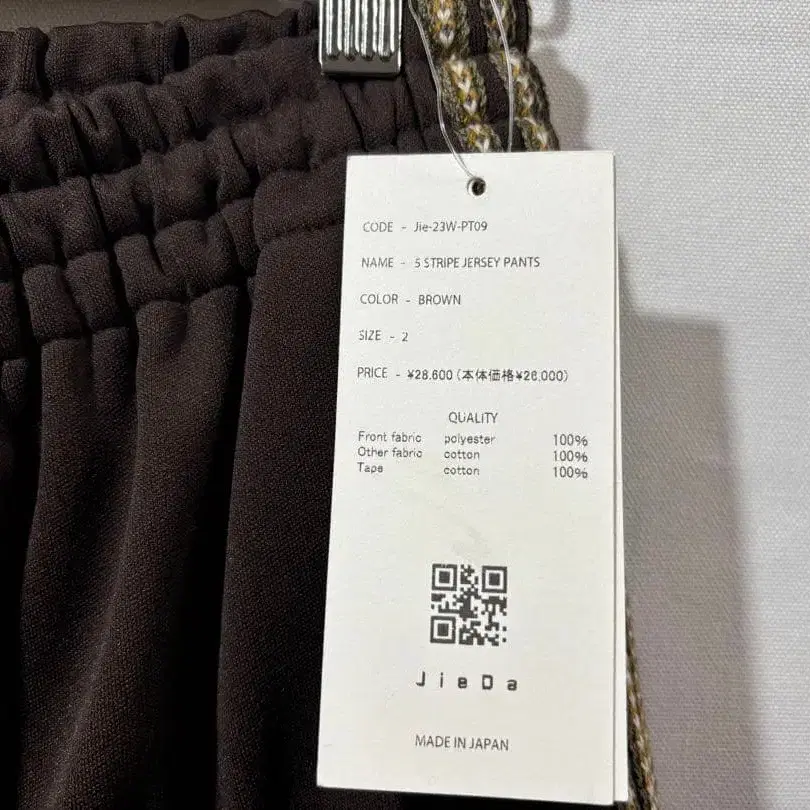 CODE - Jie-23W-PT09
NAME - 5 STRIPE JERSEY PANTS
COLOR - BROWN
SIZE - 2
PRICE - ¥28.600 (本体価格¥26.000)
QUALITY
Front fabric polyester 100%
Other fabric cotton 100%
Tape cotton 100%
JieDa
MADE IN JAPAN